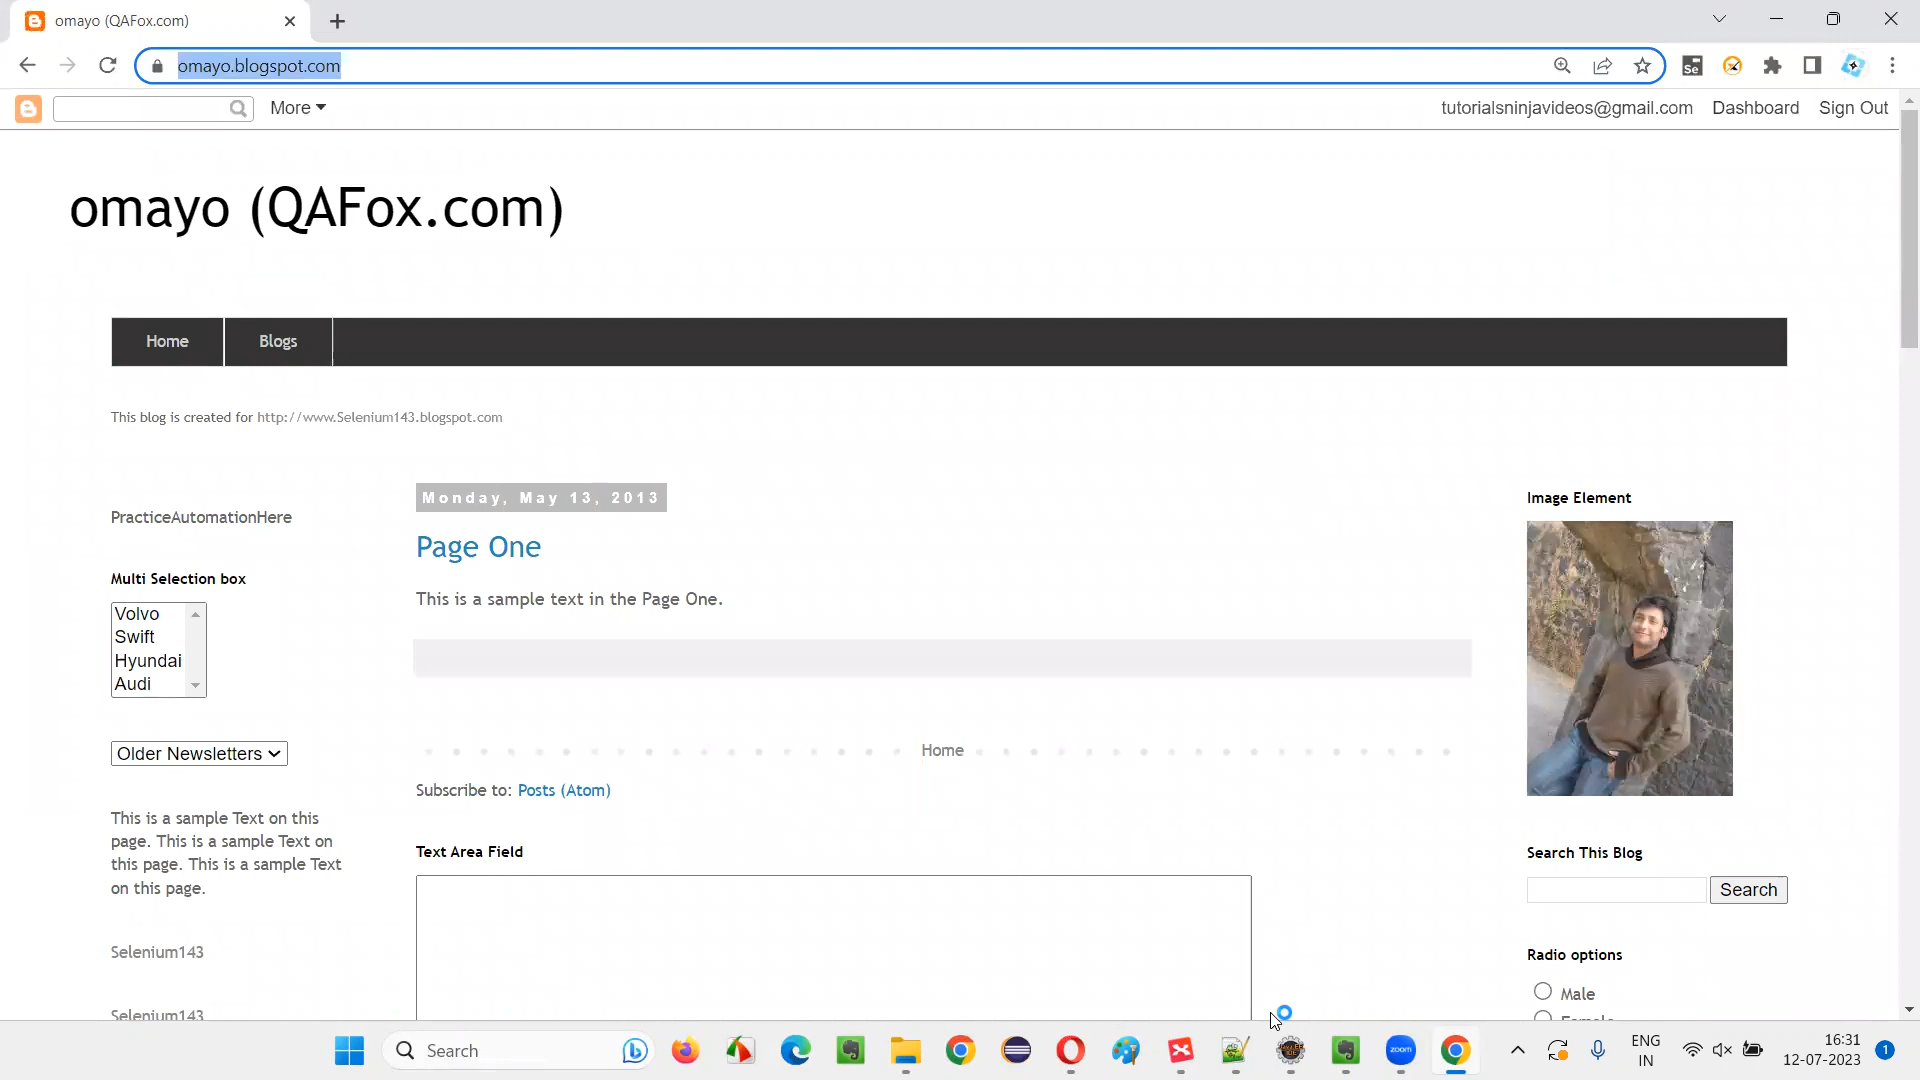 omayo (QAFox.com)
omayo.blogspot.com
Se
More
tutorialsninjavideos@gmail.com Dashboard Sign Out
omayo (QAFox.com)
Home Blogs
This blog is created for http://www.Selenium143.blogspot.com
PracticeAutomationHere
Multi Selection box
Volvo
Swift
Hyundai
Audi
Older Newsletters
This is a sample Text on this
page. This is a sample Text on
this page. This is a sample Text
on this page.
Selenium143
Selenium143
Monday, May 13, 2013
Page One
This is a sample text in the Page One.
Home
Subscribe to: Posts (Atom)
Text Area Field
Image Element
Search This Blog
Search
Radio options
Male
Female
Search
zoom
ENG
IN
16:31
12-07-2023
1